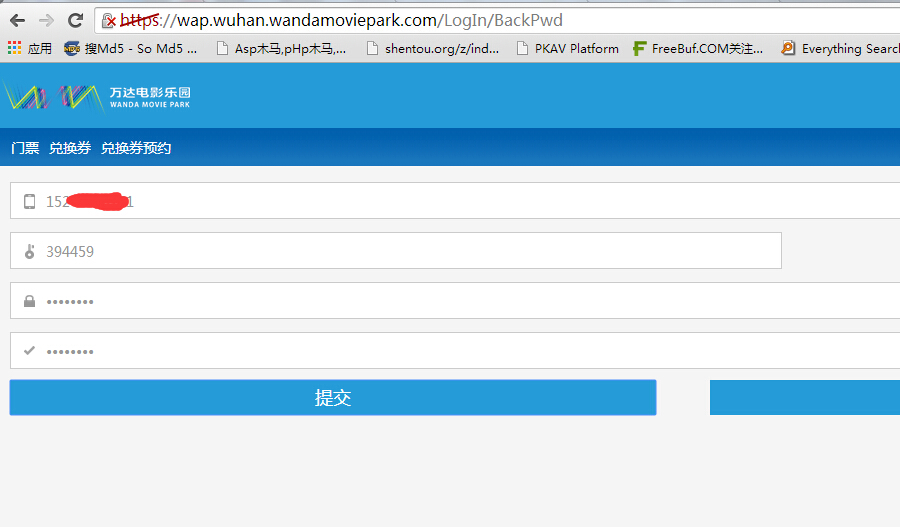 https://wap.wuhan.wandamoviepark.com/LogIn/BackPwd
应用 搜Md5 - So Md5 ... Asp木马,pHp木马,... shentou.org/z/ind... PKAV Platform FreeBuf.COM关注... Everything Searc
万达电影乐园
WANDA MOVIE PARK
门票 兑换券 兑换券预约
152 1
394459
••••••••
••••••••
提交